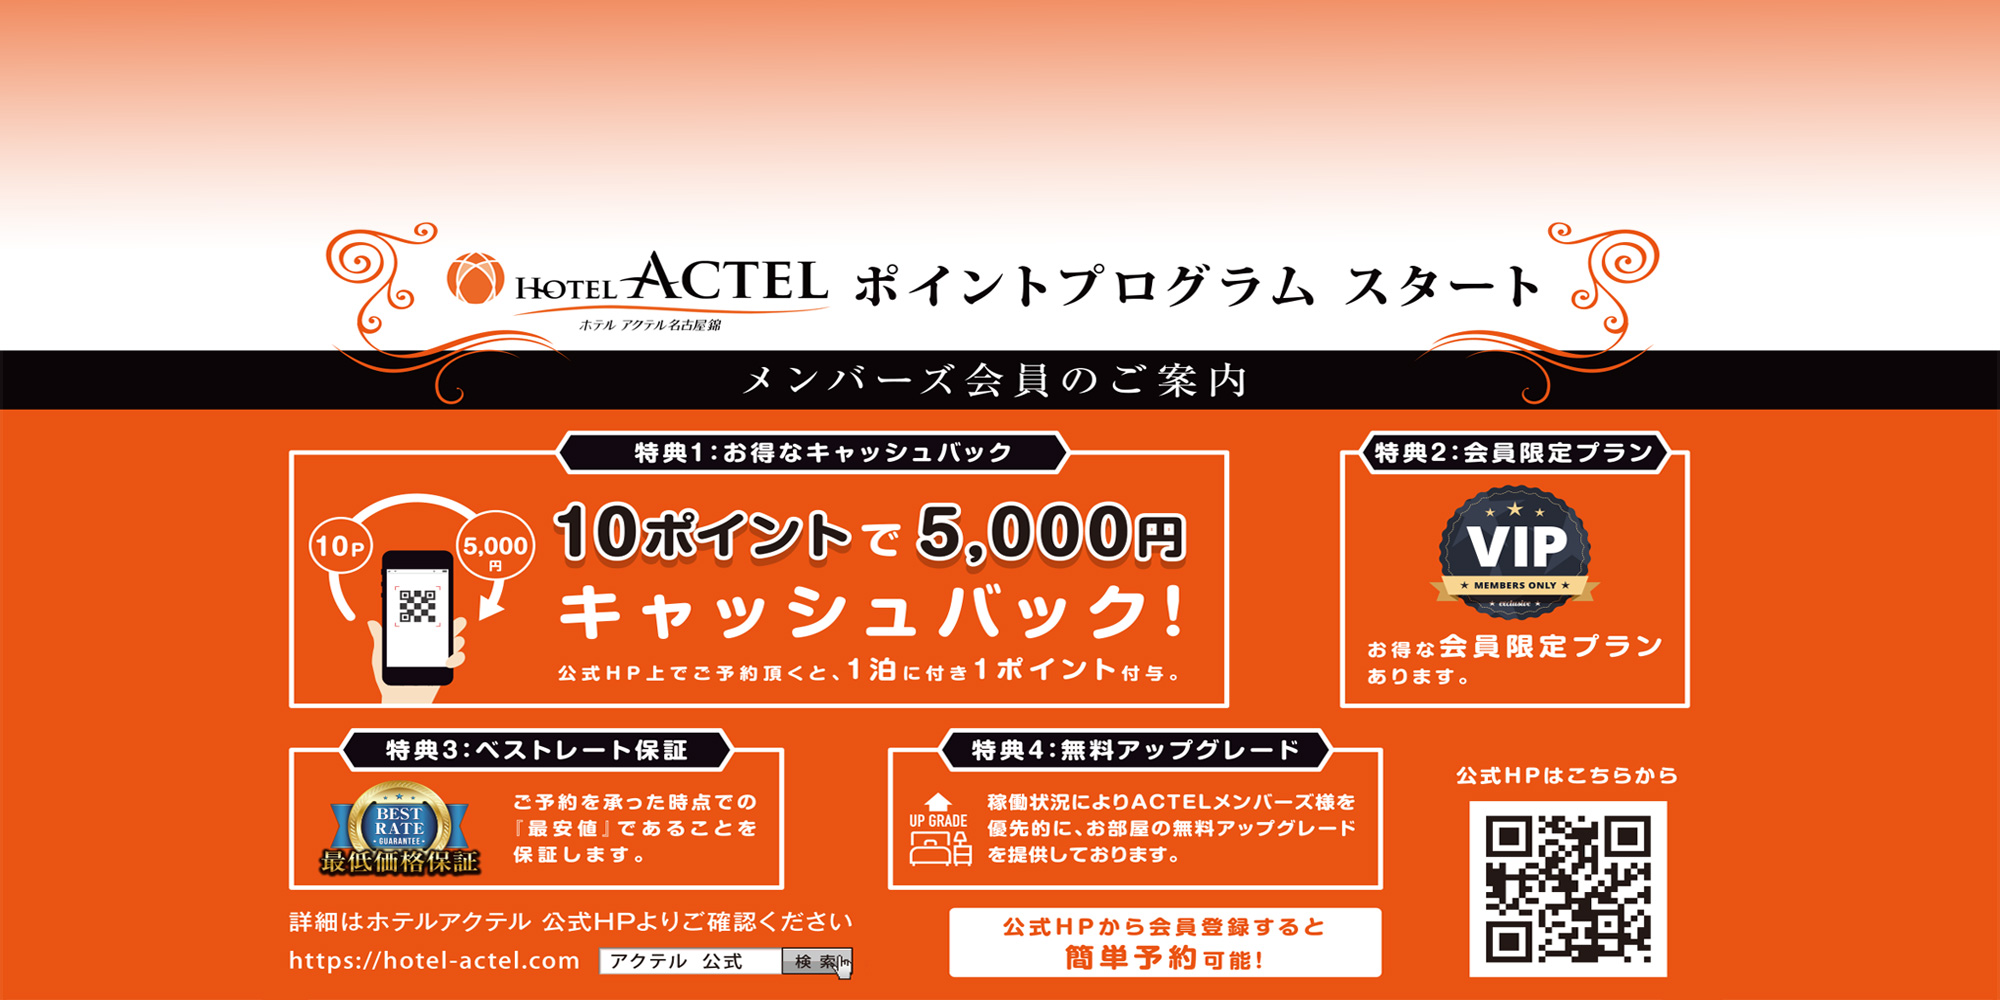 HOTEL ACTEL ポイントプログラム スタート
ホテル アクテル名古屋錦
メンバーズ会員のご案内
特典1：お得なキャッシュバック
10P
5,000
円
10ポイントで5,000円
キャッシュバック!
公式HP上でご予約頂くと、1泊に付き1ポイント付与。
特典2：会員限定プラン
VIP
★ MEMBERS ONLY ★
★ exclusive ★
お得な会員限定プラン
あります。
特典3：ベストレート保証
BEST
RATE
GUARANTEE
最低価格保証
ご予約を承った時点での
『最安値』であることを
保証します。
特典4：無料アップグレード
UP GRADE
稼働状況によりACTELメンバーズ様を
優先的に、お部屋の無料アップグレード
を提供しております。
公式HPはこちらから
詳細はホテルアクテル 公式HPよりご確認ください
https://hotel-actel.com
アクテル 公式
検索
公式HPから会員登録すると
簡単予約可能!